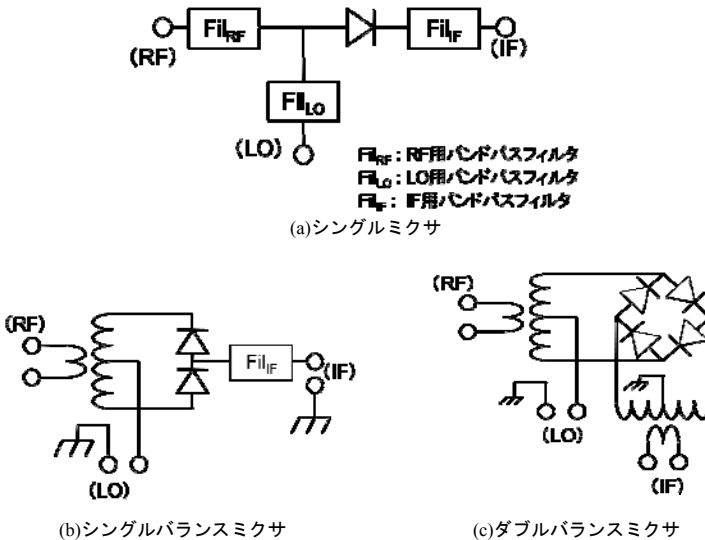 Fil_RF
Fil_IF
(RF)
(IF)
Fil_LO
(LO)
Fil_RF : RF用バンドパスフィルタ
Fil_LO : LO用バンドパスフィルタ
Fil_IF : IF用バンドパスフィルタ
(a)シングルミクサ
(RF)
Fil_IF
(IF)
(LO)
(b)シングルバランスミクサ
(RF)
(LO)
(IF)
(c)ダブルバランスミクサ